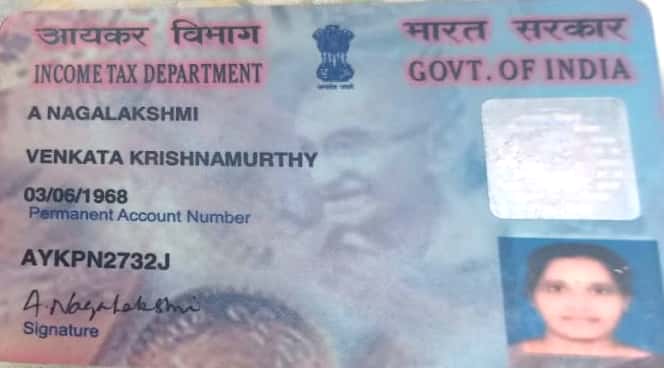 आयकर विभाग
INCOME TAX DEPARTMENT
भारत सरकार
GOVT. OF INDIA
A NAGALAKSHMI
VENKATA KRISHNAMURTHY
03/06/1968
Permanent Account Number
AYKPN2732J
A. Nagalakshmi
Signature